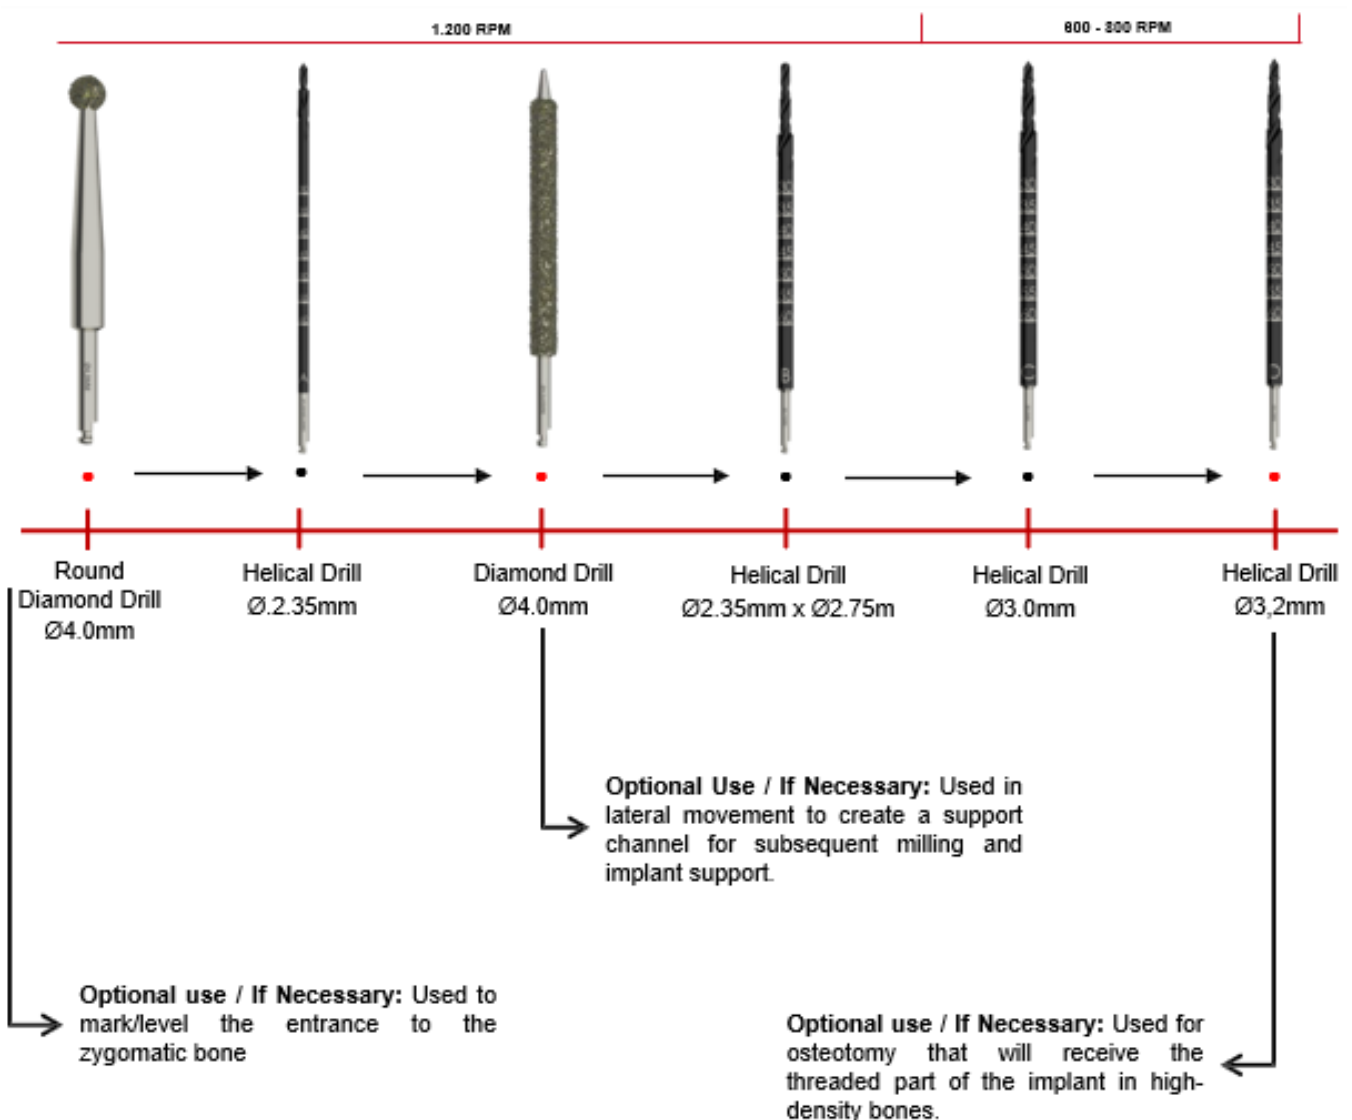 1.200 RPM
600 - 800 RPM
Round
Diamond Drill
Ø4.0mm
Helical Drill
Ø.2.35mm
Diamond Drill
Ø4.0mm
Helical Drill
Ø2.35mm x Ø2.75m
Helical Drill
Ø3.0mm
Helical Drill
Ø3,2mm
Optional Use / If Necessary: Used in
lateral movement to create a support
channel for subsequent milling and
implant support.
Optional use / If Necessary: Used to
mark/level the entrance to the
zygomatic bone
Optional use / If Necessary: Used for
osteotomy that will receive the
threaded part of the implant in high-
density bones.